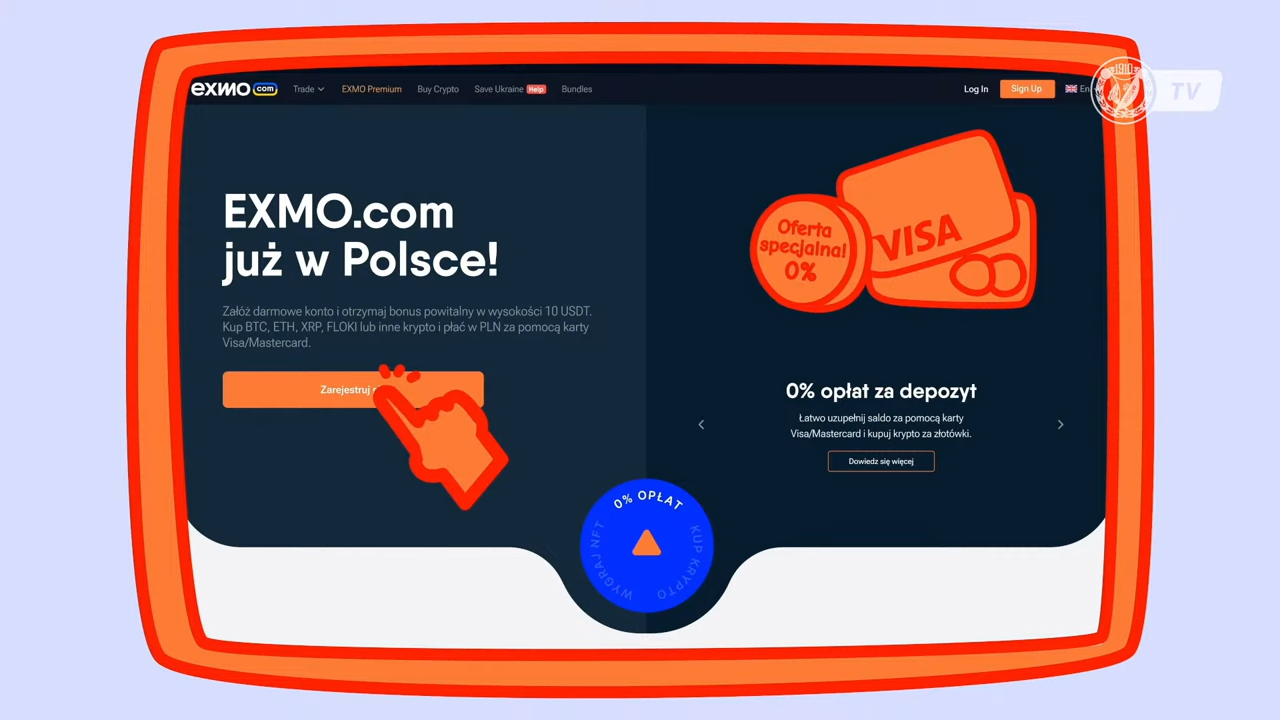 exmo com
Trade
EXMO Premium
Buy Crypto
Save Ukraine Help
Bundles
Log In
Sign Up
En
1910
TV
EXMO.com
już w Polsce!
Załóż darmowe konto i otrzymaj bonus powitalny w wysokości 10 USDT.
Kup BTC, ETH, XRP, FLOKI lub inne krypto i płać w PLN za pomocą karty
Visa/Mastercard.
Zarejestruj
Oferta
specjalna!
0%
VISA
0% opłat za depozyt
Łatwo uzupełnij saldo za pomocą karty
Visa/Mastercard i kupuj krypto za złotówki.
Dowiedz się więcej
0% OPŁAT
KUP KRYPTO
WYGRAJ NFT